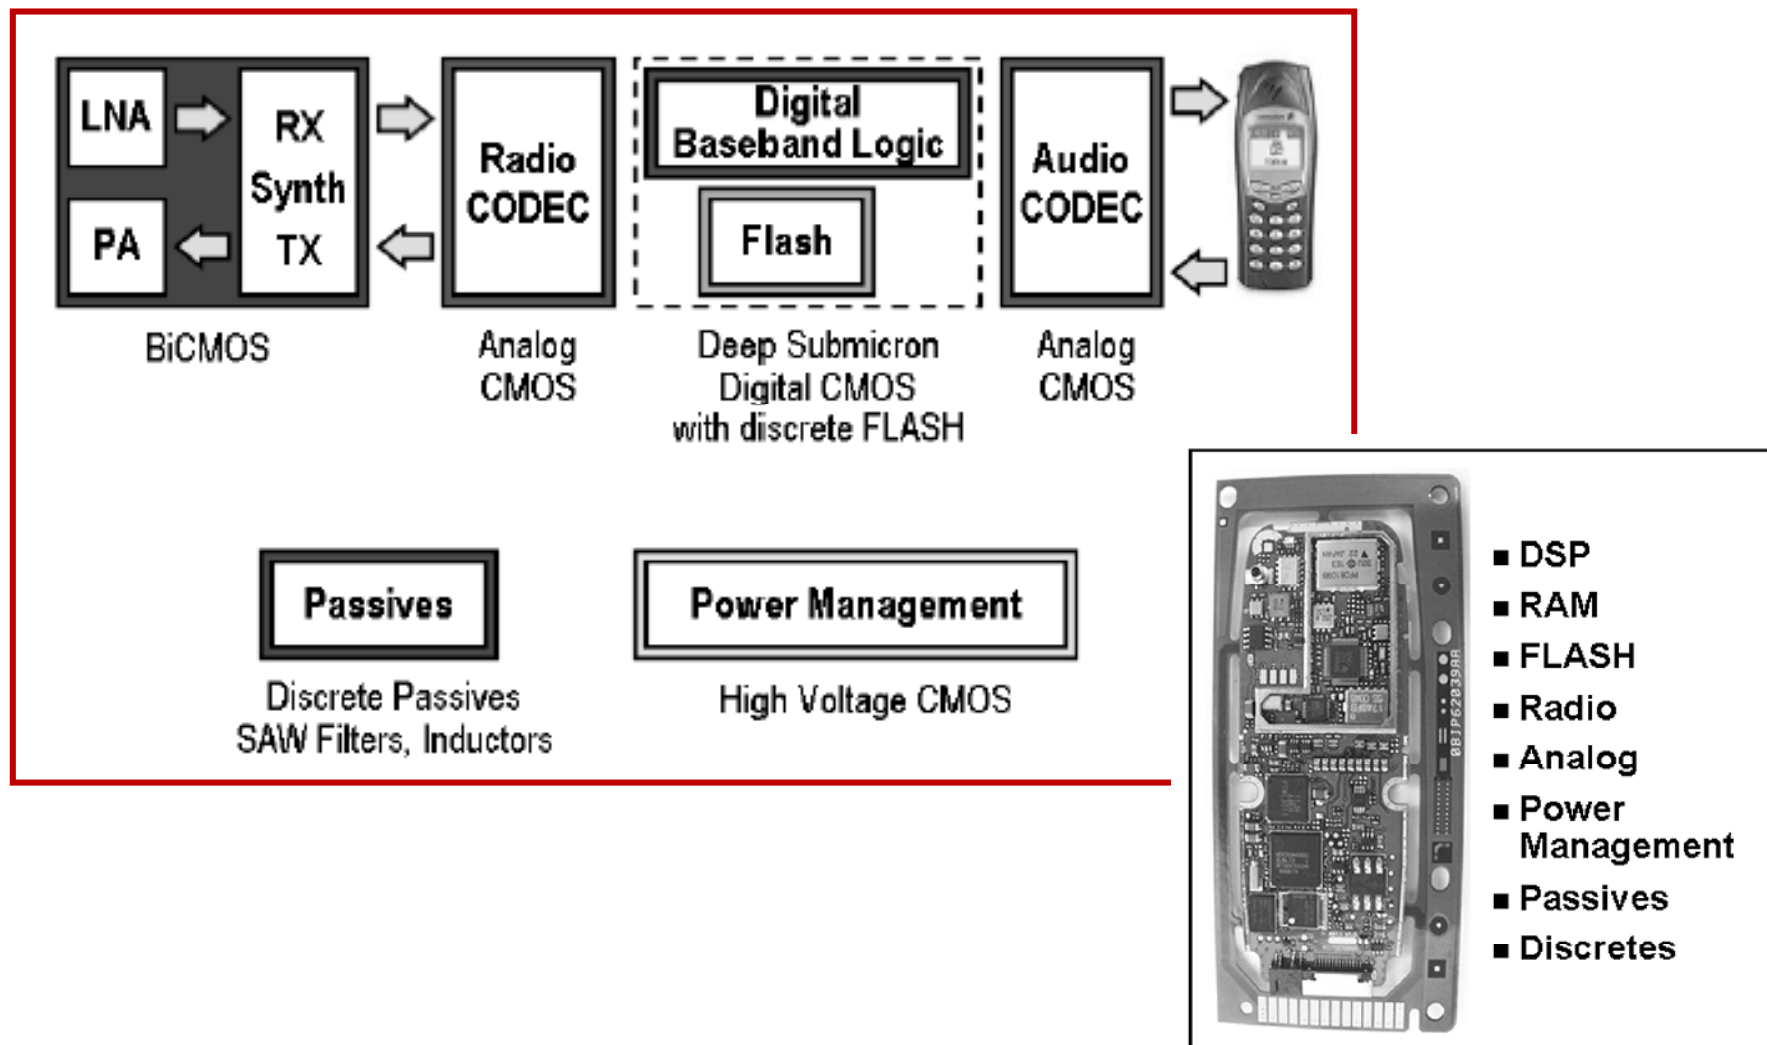 LNA
PA
RX
Synth
TX
BiCMOS
Radio
CODEC
Analog
CMOS
Digital
Baseband Logic
Flash
Deep Submicron
Digital CMOS
with discrete FLASH
Audio
CODEC
Analog
CMOS
Passives
Discrete Passives
SAW Filters, Inductors
Power Management
High Voltage CMOS
■ DSP
■ RAM
■ FLASH
■ Radio
■ Analog
■ Power
Management
■ Passives
■ Discretes